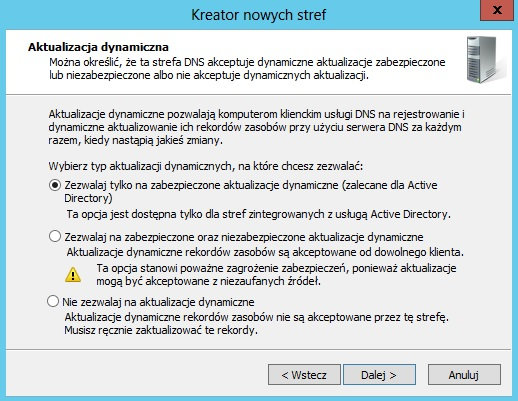 Kreator nowych stref
x
Aktualizacja dynamiczna
Można określić, że ta strefa DNS akceptuje dynamiczne aktualizacje zabezpieczone
lub niezabezpieczone albo nie akceptuje dynamicznych aktualizacji.
Aktualizacje dynamiczne pozwalają komputerom klienckim usługi DNS na rejestrowanie i
dynamiczne aktualizowanie ich rekordów zasobów przy użyciu serwera DNS za każdym
razem, kiedy nastąpią jakieś zmiany.
Wybierz typ aktualizacji dynamicznych, na które chcesz zezwalać:
Zezwalaj tylko na zabezpieczone aktualizacje dynamiczne (zalecane dla Active
Directory)
Ta opcja jest dostępna tylko dla stref zintegrowanych z usługą Active Directory.
Zezwalaj na zabezpieczone oraz niezabezpieczone aktualizacje dynamiczne
Aktualizacje dynamiczne rekordów zasobów są akceptowane od dowolnego klienta.
Ta opcja stanowi poważne zagrożenie zabezpieczeń, ponieważ aktualizacje
mogą być akceptowane z niezaufanych źródeł.
Nie zezwalaj na aktualizacje dynamiczne
Aktualizacje dynamiczne rekordów zasobów nie są akceptowane przez tę strefę.
Musisz ręcznie zaktualizować te rekordy.
< Wstecz
Dalej >
Anuluj